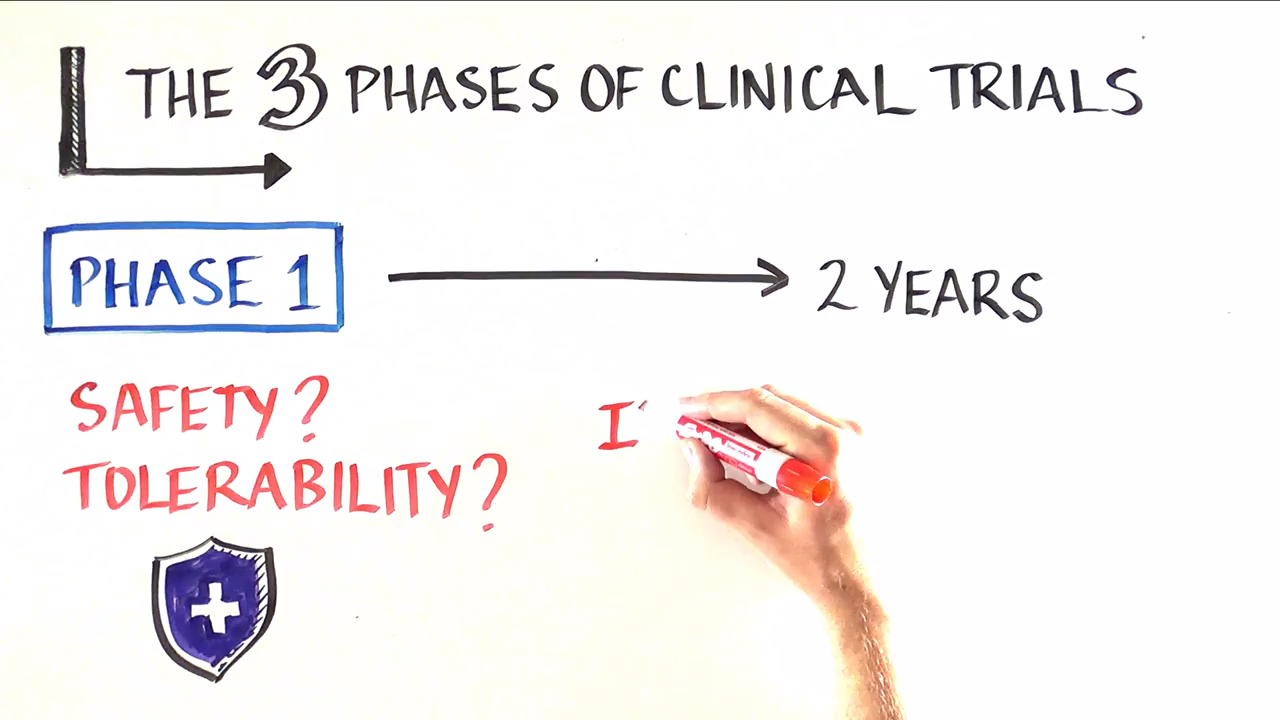 THE 3 PHASES OF CLINICAL TRIALS
PHASE 1
2 YEARS
SAFETY?
TOLERABILITY?
I